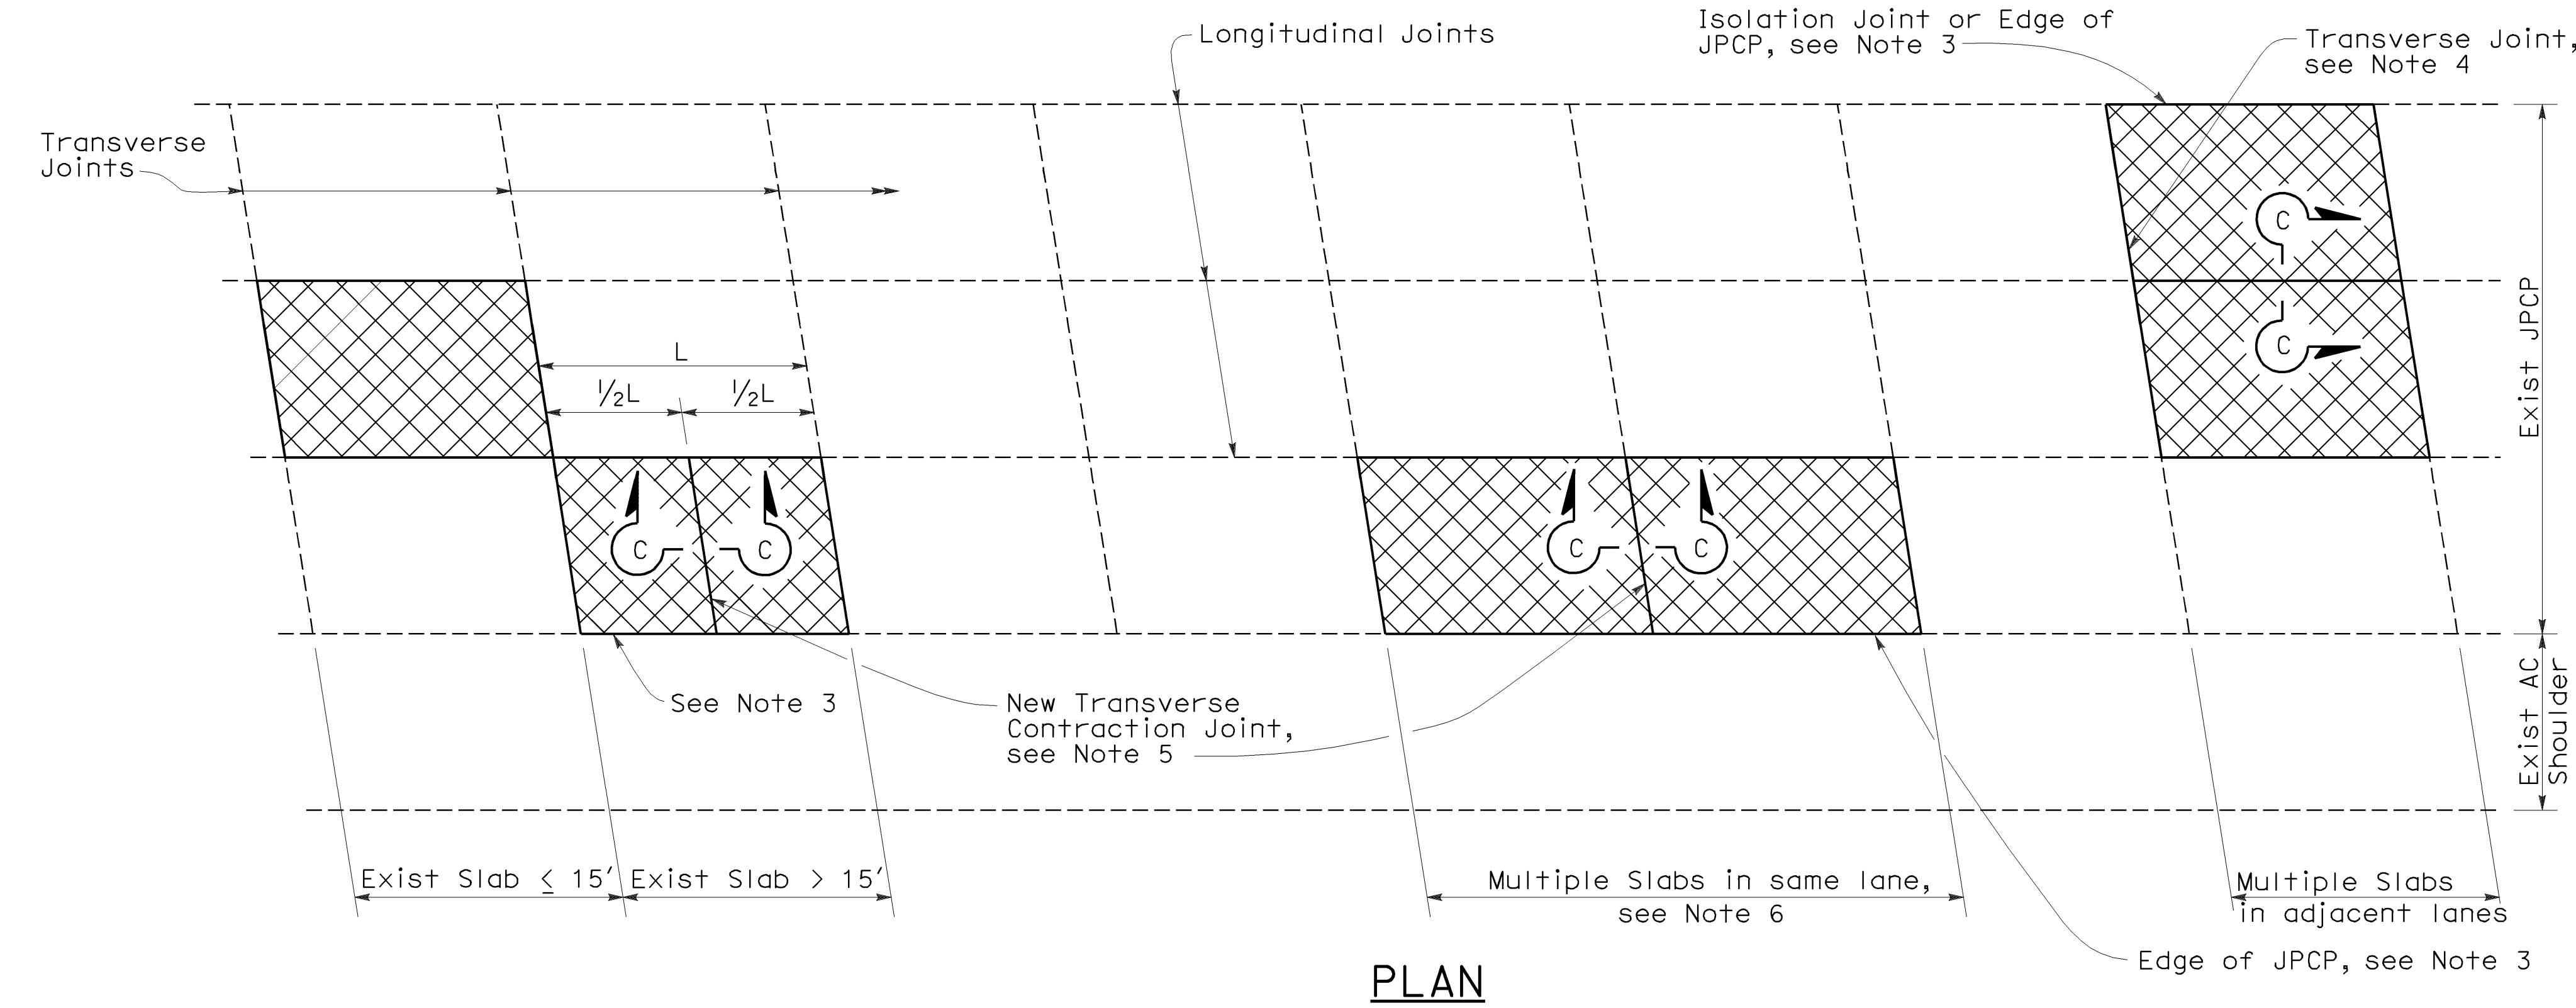 Longitudinal Joints
Isolation Joint or Edge of
JPCP, see Note 3
Transverse Joint,
see Note 4
Transverse
Joints
C
C
L
½L
½L
C
C
C
C
Exist JPCP
See Note 3
New Transverse
Contraction Joint,
see Note 5
Exist AC
Shoulder
Exist Slab ≤ 15′
Exist Slab > 15′
Multiple Slabs in same lane,
see Note 6
Multiple Slabs
in adjacent lanes
Edge of JPCP, see Note 3
PLAN